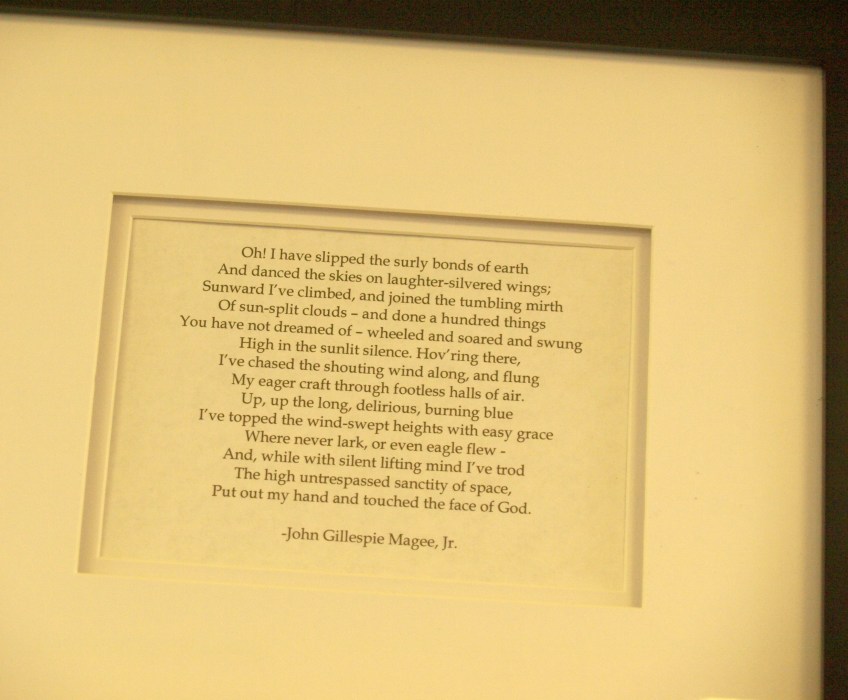 Oh! I have slipped the surly bonds of earth
And danced the skies on laughter-silvered wings;
Sunward I've climbed, and joined the tumbling mirth
Of sun-split clouds – and done a hundred things
You have not dreamed of – wheeled and soared and swung
High in the sunlit silence. Hov'ring there,
I've chased the shouting wind along, and flung
My eager craft through footless halls of air.
Up, up the long, delirious, burning blue
I've topped the wind-swept heights with easy grace
Where never lark, or even eagle flew -
And, while with silent lifting mind I've trod
The high untrespassed sanctity of space,
Put out my hand and touched the face of God.
-John Gillespie Magee, Jr.